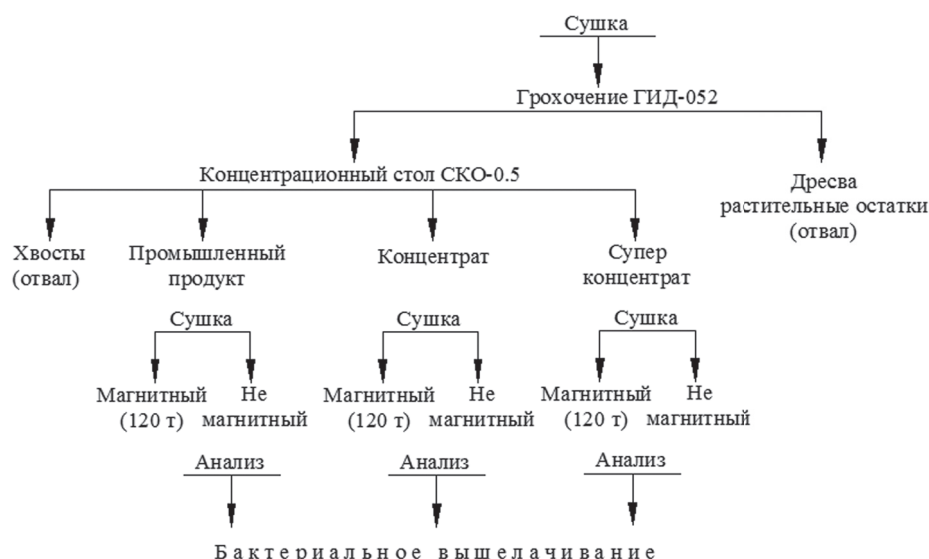 Сушка
Грохочение ГИД-052
Концентрационный стол СКО-0.5
Дресва
растительные остатки
(отвал)
Хвосты
(отвал)
Промышленный
продукт
Концентрат
Супер
концентрат
Сушка
Сушка
Сушка
Магнитный
(120 т)
Не
магнитный
Магнитный
(120 т)
Не
магнитный
Магнитный
(120 т)
Не
магнитный
Анализ
Анализ
Анализ
Бактериальное вышелачивание